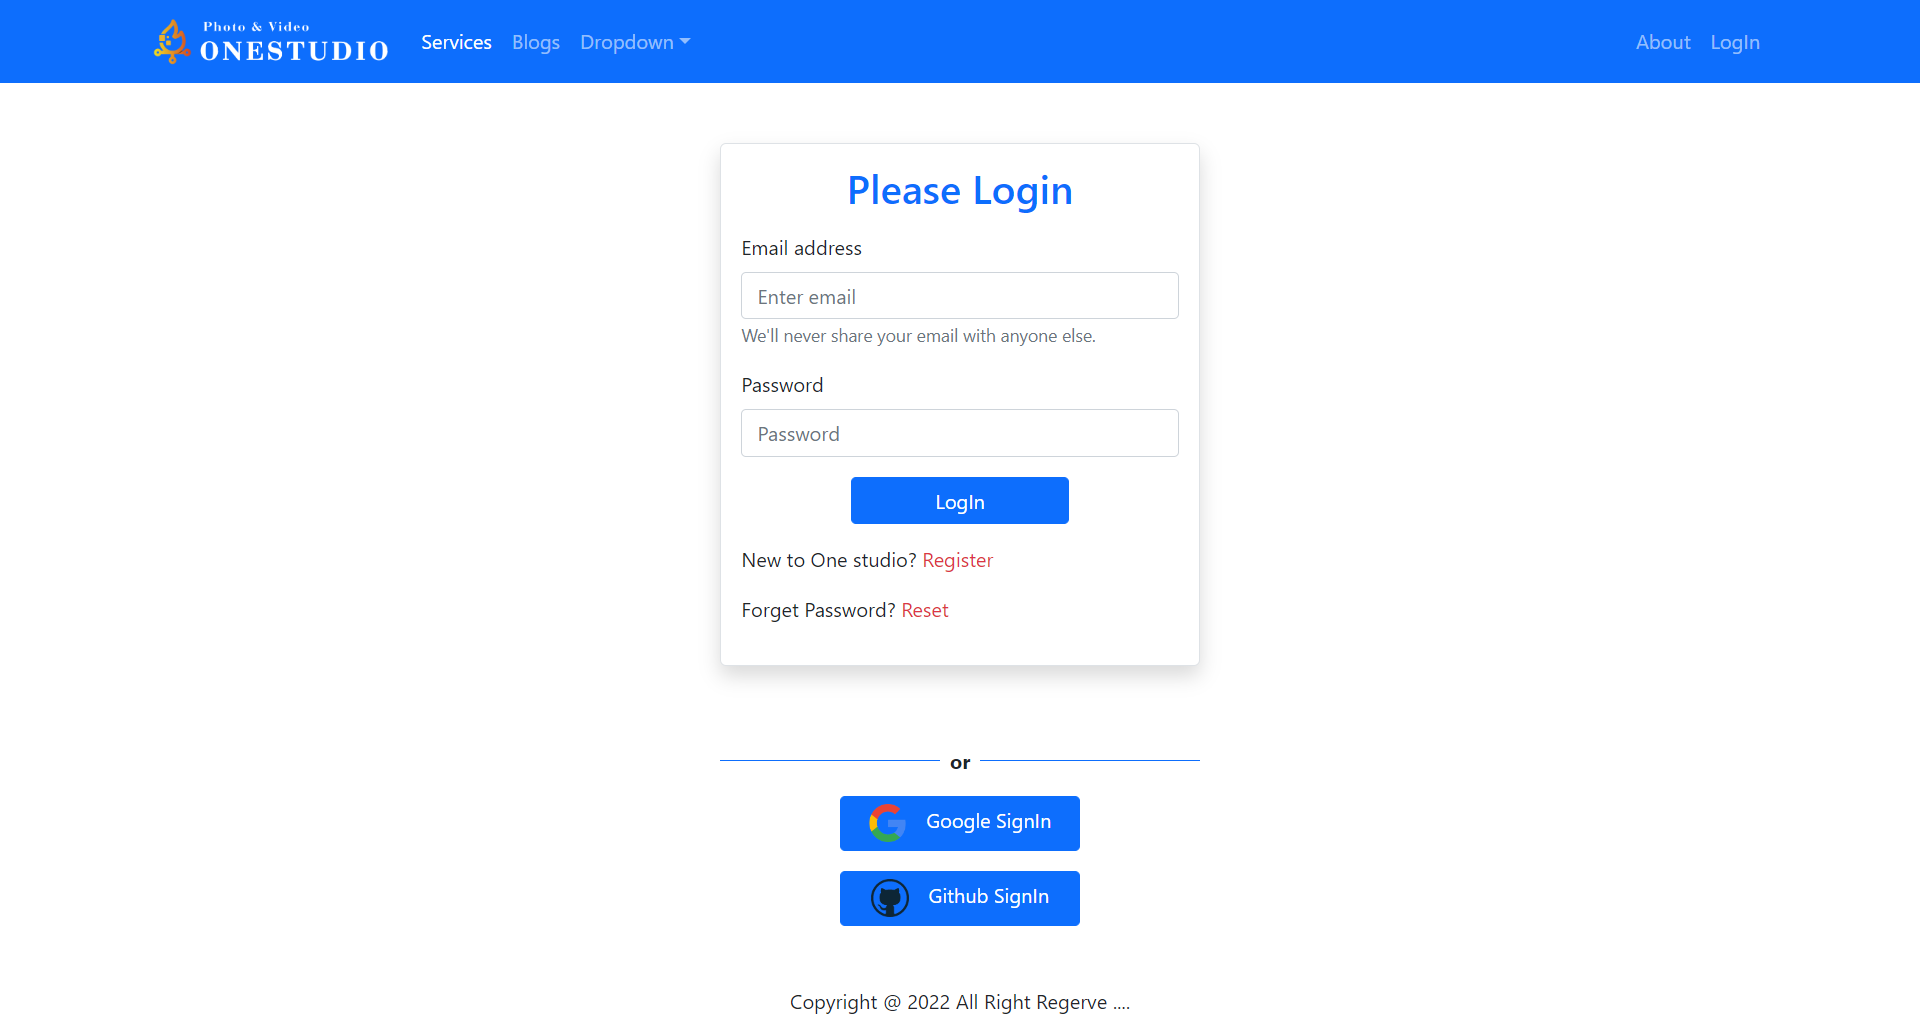 Photo & Video
ONESTUDIO
Services Blogs Dropdown About LogIn
Please Login
Email address
Enter email
We'll never share your email with anyone else.
Password
Password
LogIn
New to One studio? Register
Forget Password? Reset
or
Google SignIn
Github SignIn
Copyright @ 2022 All Right Regerve ....